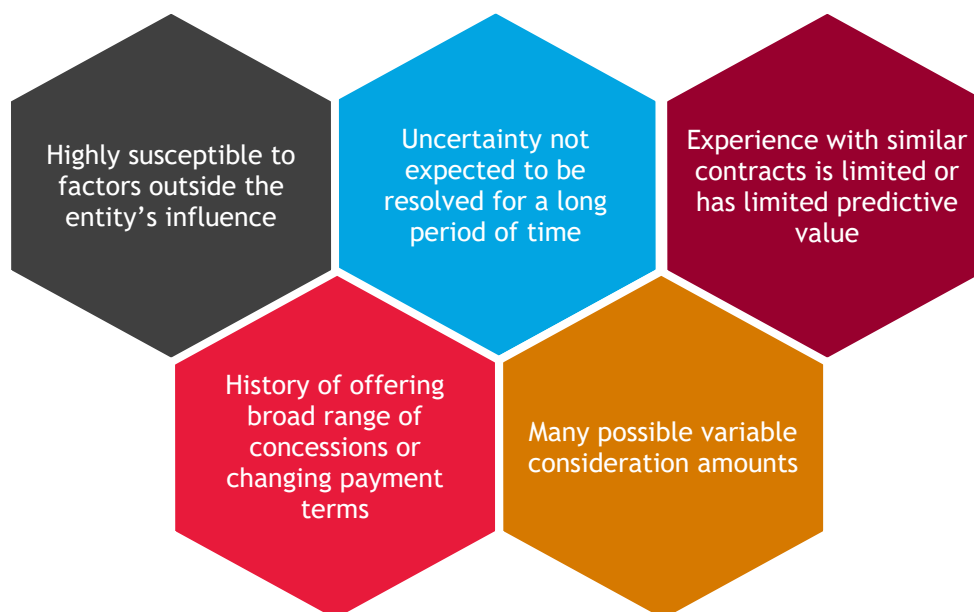 Highly susceptible to
factors outside the
entity’s influence
Uncertainty not
expected to be
resolved for a long
period of time
Experience with similar
contracts is limited or
has limited predictive
value
History of offering
broad range of
concessions or
changing payment
terms
Many possible variable
consideration amounts